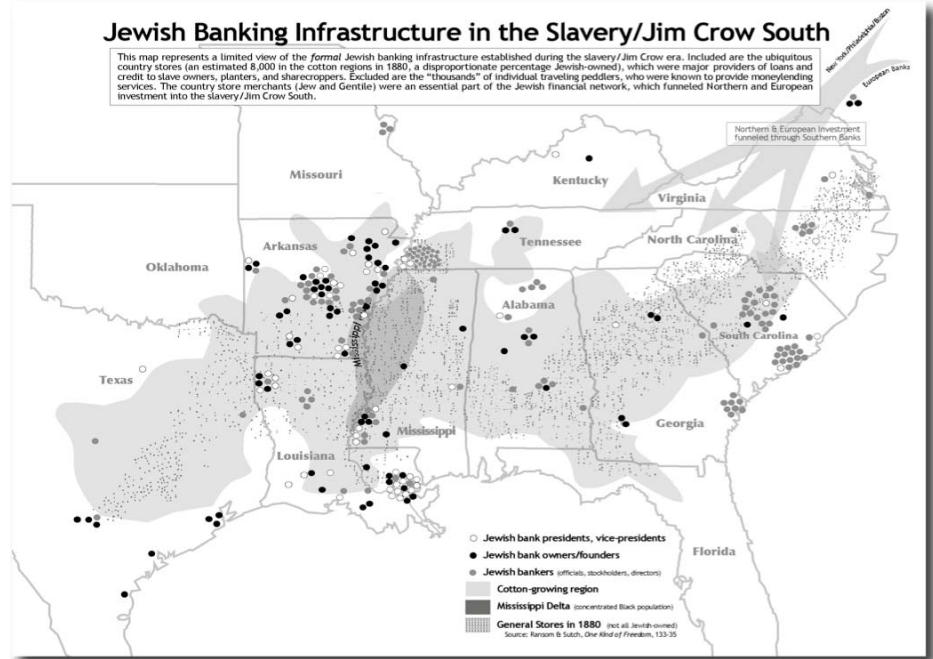 Jewish Banking Infrastructure in the Slavery/Jim Crow South
This map represents a limited view of the formal Jewish banking infrastructure established during the slavery/Jim Crow era. Included are the ubiquitous
country stores (an estimated 8,000 in the cotton regions in 1880, a disproportionate percentage Jewish-owned), which were major providers of loans and
credit to slave owners, planters, and sharecroppers. Excluded are the “thousands” of individual traveling peddlers, who were known to provide moneylending
services. The country store merchants (Jew and Gentile) were an essential part of the Jewish financial network, which funneled Northern and European
investment into the slavery/Jim Crow South.
New York/Philadelphia/Boston
European Banks
Northern & European Investment
funneled through Southern Banks
Missouri
Kentucky
Virginia
Arkansas
Tennessee
North Carolina
Oklahoma
Alabama
Mississippi
South Carolina
Texas
Georgia
Mississippi
Louisiana
Florida
Jewish bank presidents, vice-presidents
Jewish bank owners/founders
Jewish bankers (officials, stockholders, directors)
Cotton-growing region
Mississippi Delta (concentrated Black population)
General Stores in 1880 (not all Jewish-owned)
Source: Ransom & Sutch, One Kind of Freedom, 133-35